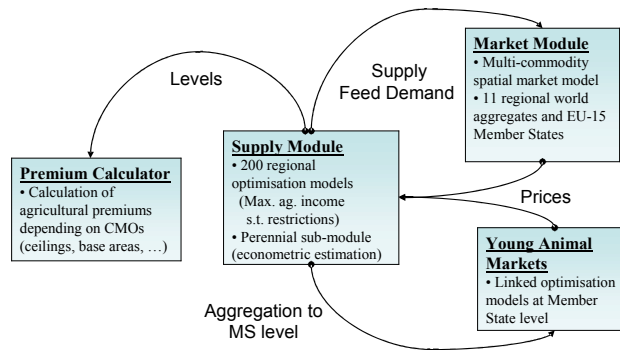 Market Module
• Multi-commodity
spatial market model
• 11 regional world
aggregates and EU-15
Member States
Levels
Supply
Feed Demand
Supply Module
• 200 regional
optimisation models
(Max. ag. income
s.t. restrictions)
• Perennial sub-module
(econometric estimation)
Premium Calculator
• Calculation of
agricultural premiums
depending on CMOs
(ceilings, base areas, …)
Prices
Young Animal
Markets
• Linked optimisation
models at Member
State level
Aggregation to
MS level